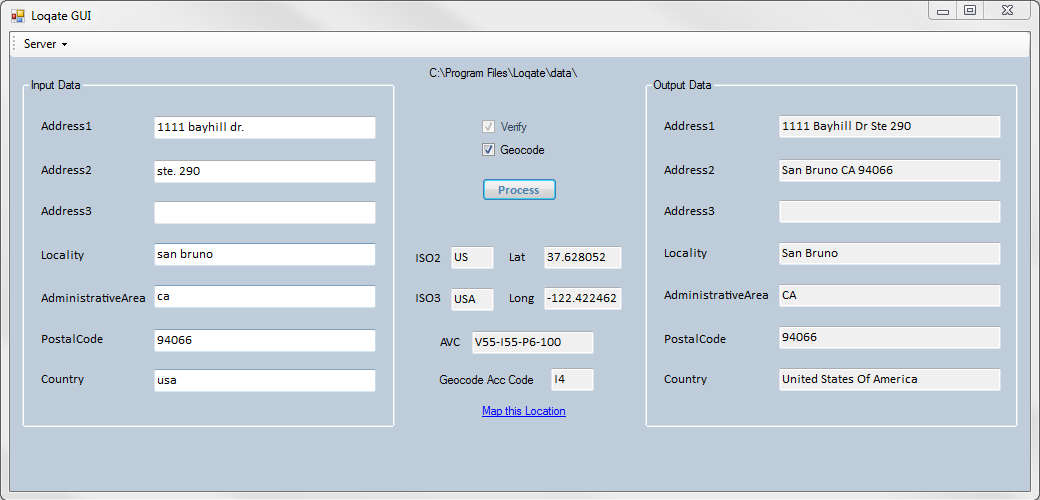 Loqate GUI
Server
C:\Program Files\Loqate\data\
Input Data
Address1 1111 bayhill dr.
Address2 ste. 290
Address3
Locality san bruno
AdministrativeArea ca
PostalCode 94066
Country usa
Verify
Geocode
Process
ISO2 US Lat 37.628052
ISO3 USA Long -122.422462
AVC V55-I55-P6-100
Geocode Acc Code I4
Map this Location
Output Data
Address1 1111 Bayhill Dr Ste 290
Address2 San Bruno CA 94066
Address3
Locality San Bruno
AdministrativeArea CA
PostalCode 94066
Country United States Of America